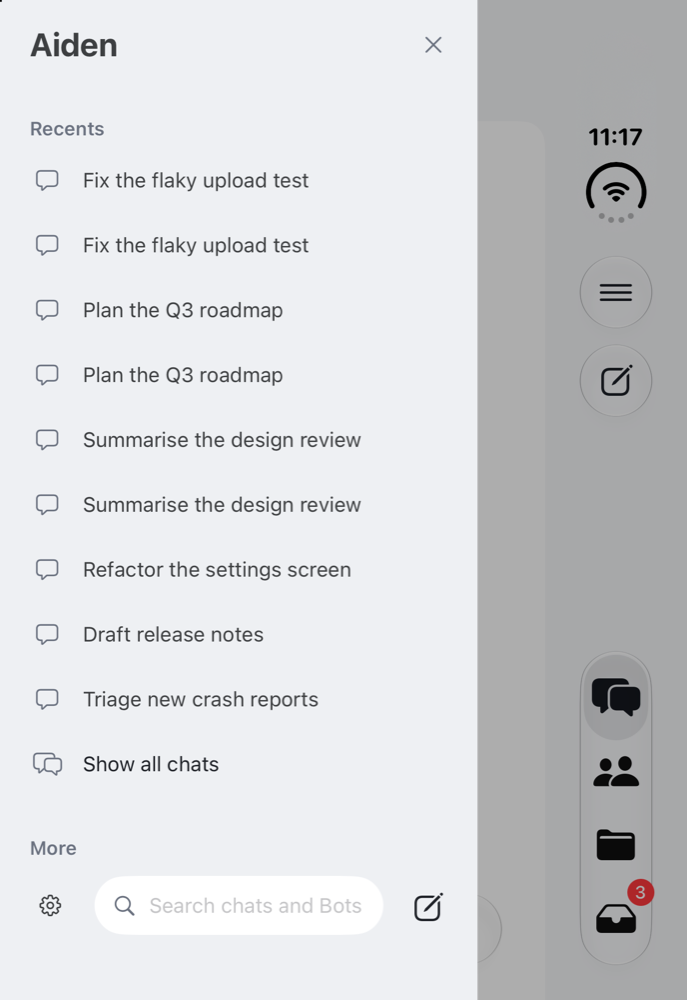 Aiden
Recents
Fix the flaky upload test
Fix the flaky upload test
Plan the Q3 roadmap
Plan the Q3 roadmap
Summarise the design review
Summarise the design review
Refactor the settings screen
Draft release notes
Triage new crash reports
Show all chats
More
Search chats and Bots
11:17
3